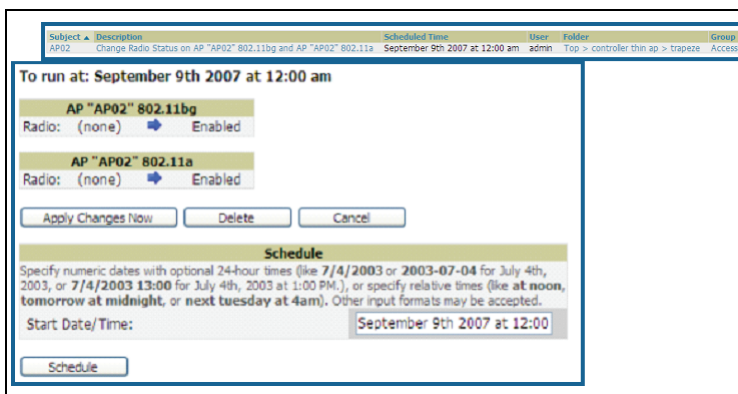 Subject ▲ Description Scheduled Time User Folder Group
AP02 Change Radio Status on AP "AP02" 802.11bg and AP "AP02" 802.11a September 9th 2007 at 12:00 am admin Top > controller thin ap > trapeze Access
To run at: September 9th 2007 at 12:00 am
AP "AP02" 802.11bg
Radio: (none) Enabled
AP "AP02" 802.11a
Radio: (none) Enabled
Apply Changes Now Delete Cancel
Schedule
Specify numeric dates with optional 24-hour times (like 7/4/2003 or 2003-07-04 for July 4th,
2003, or 7/4/2003 13:00 for July 4th, 2003 at 1:00 PM.), or specify relative times (like at noon,
tomorrow at midnight, or next tuesday at 4am). Other input formats may be accepted.
Start Date/Time: September 9th 2007 at 12:00
Schedule